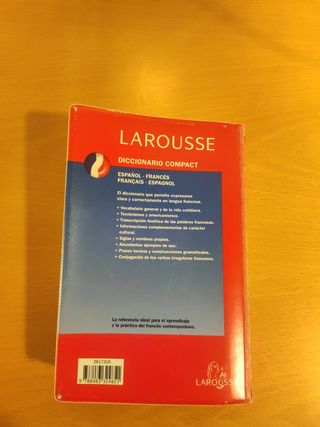 LAROUSSE
DICCIONARIO COMPACT
ESPAÑOL - FRANCÉS
FRANÇAIS - ESPAGNOL
El diccionario que permite expresarse
clara y correctamente en lengua francesa.
• Vocabulario general y de la vida cotidiana.
• Tecnicismos y americanismos.
• Transcripción fonética de las palabras francesas.
• Informaciones complementarias de carácter
cultural.
• Siglas y nombres propios.
• Abundantes ejemplos de uso.
• Frases hechas y construcciones gramaticales.
• Conjugación de los verbos irregulares franceses.
La referencia ideal para el aprendizaje
y la práctica del francés contemporáneo.
2617205
LAROUSSE